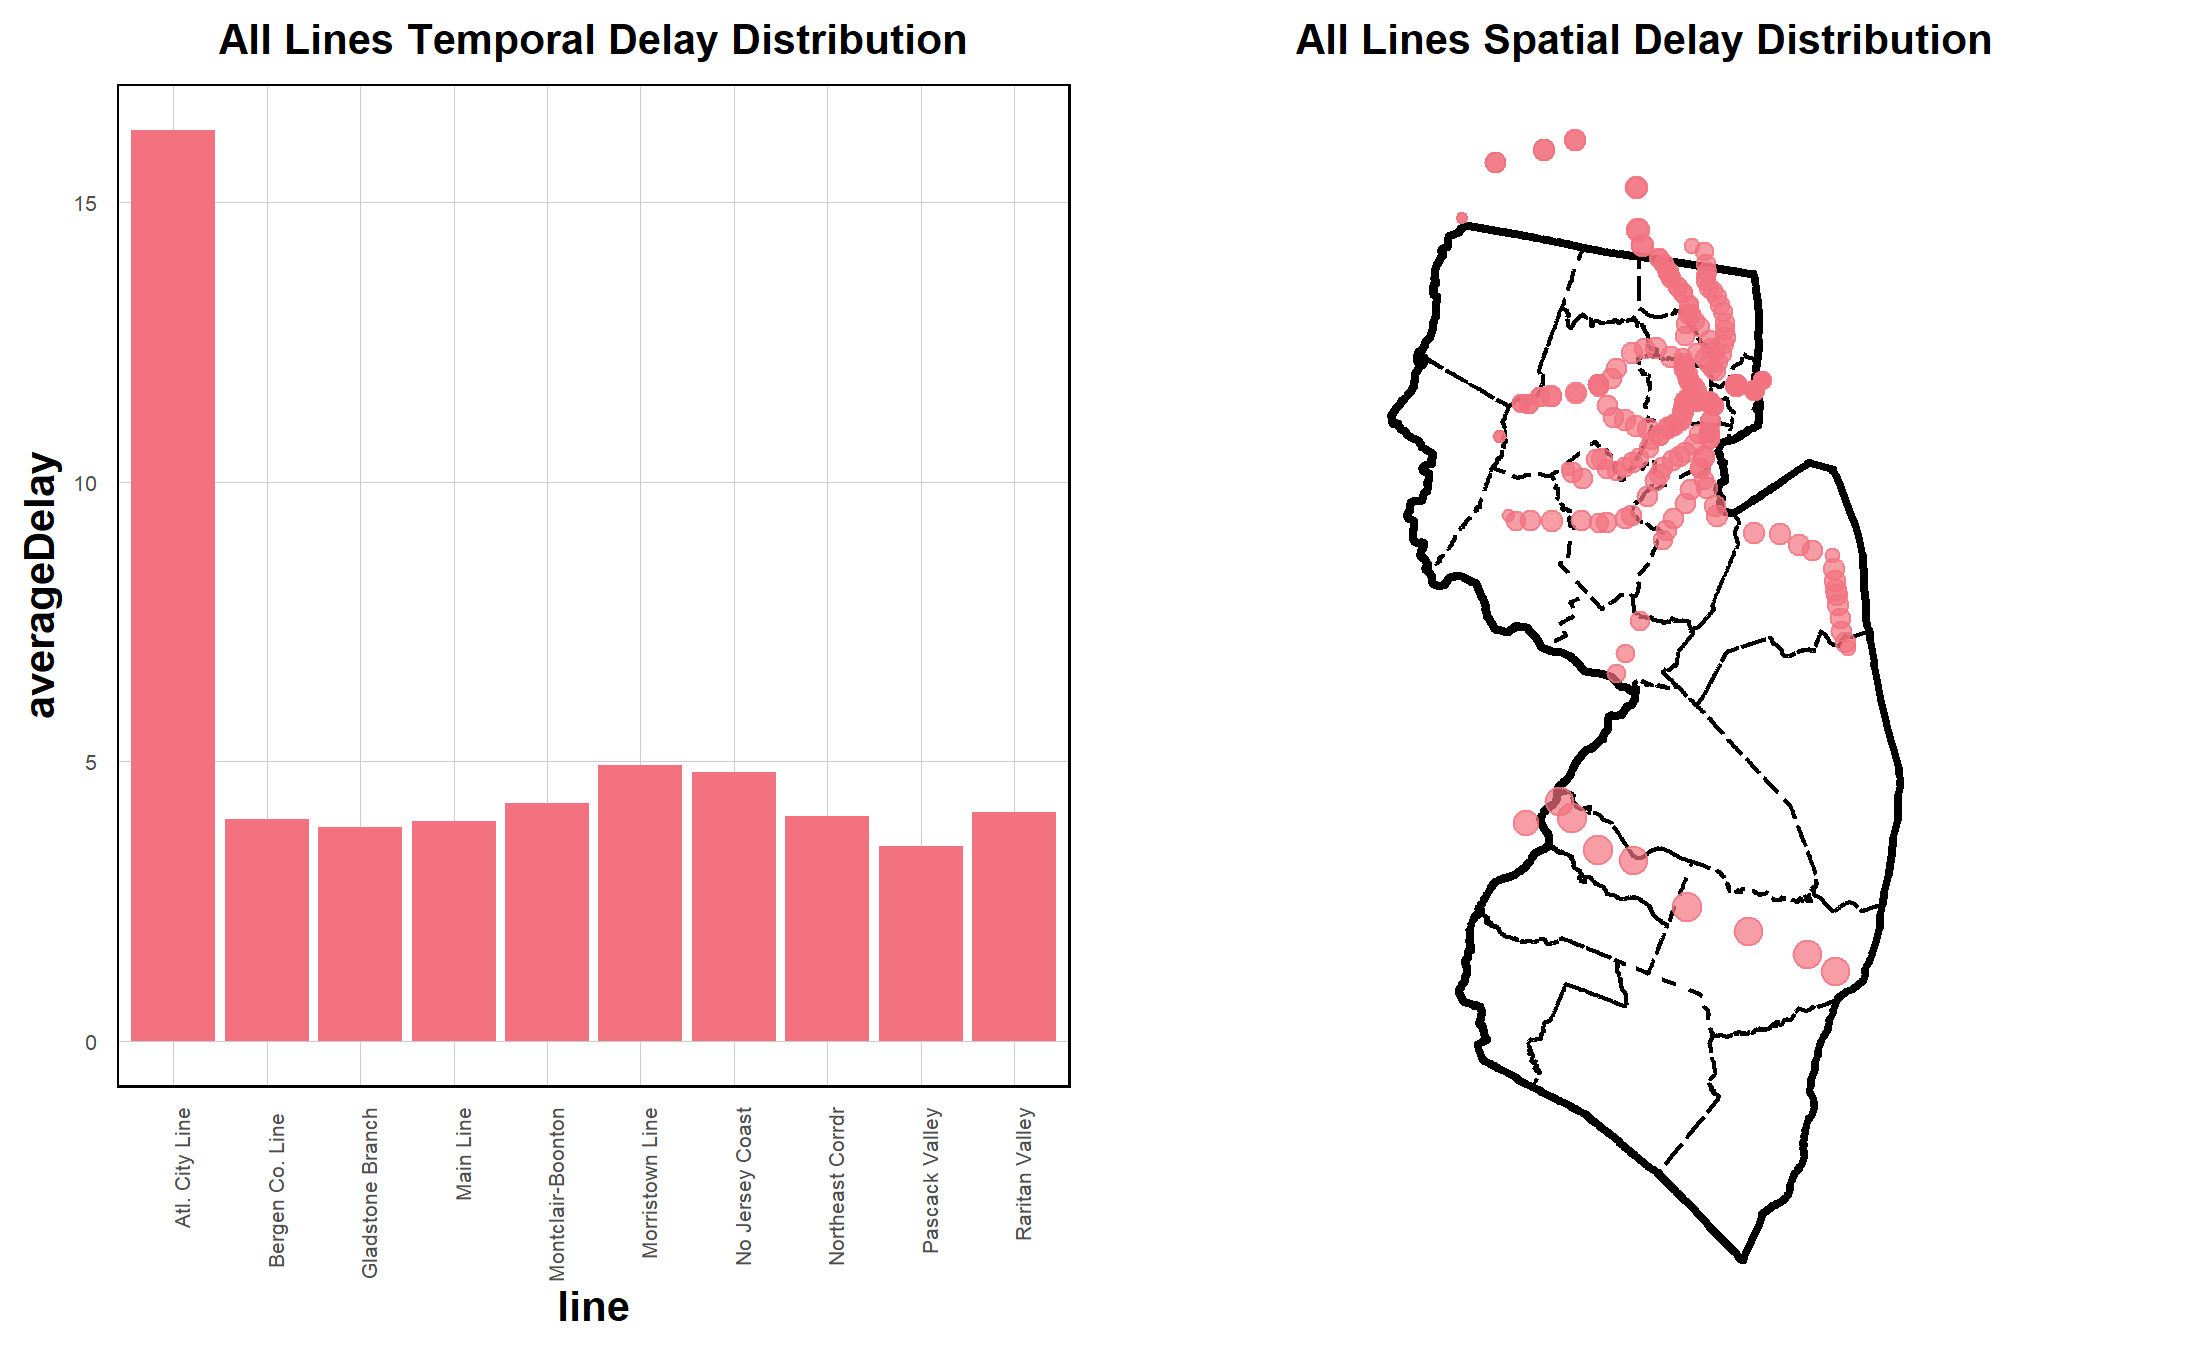 All Lines Temporal Delay Distribution
All Lines Spatial Delay Distribution
averageDelay
15
10
5
0
Atl. City Line
Bergen Co. Line
Gladstone Branch
Main Line
Montclair-Boonton
Morristown Line
No Jersey Coast
Northeast Corrdr
Pascack Valley
Raritan Valley
line